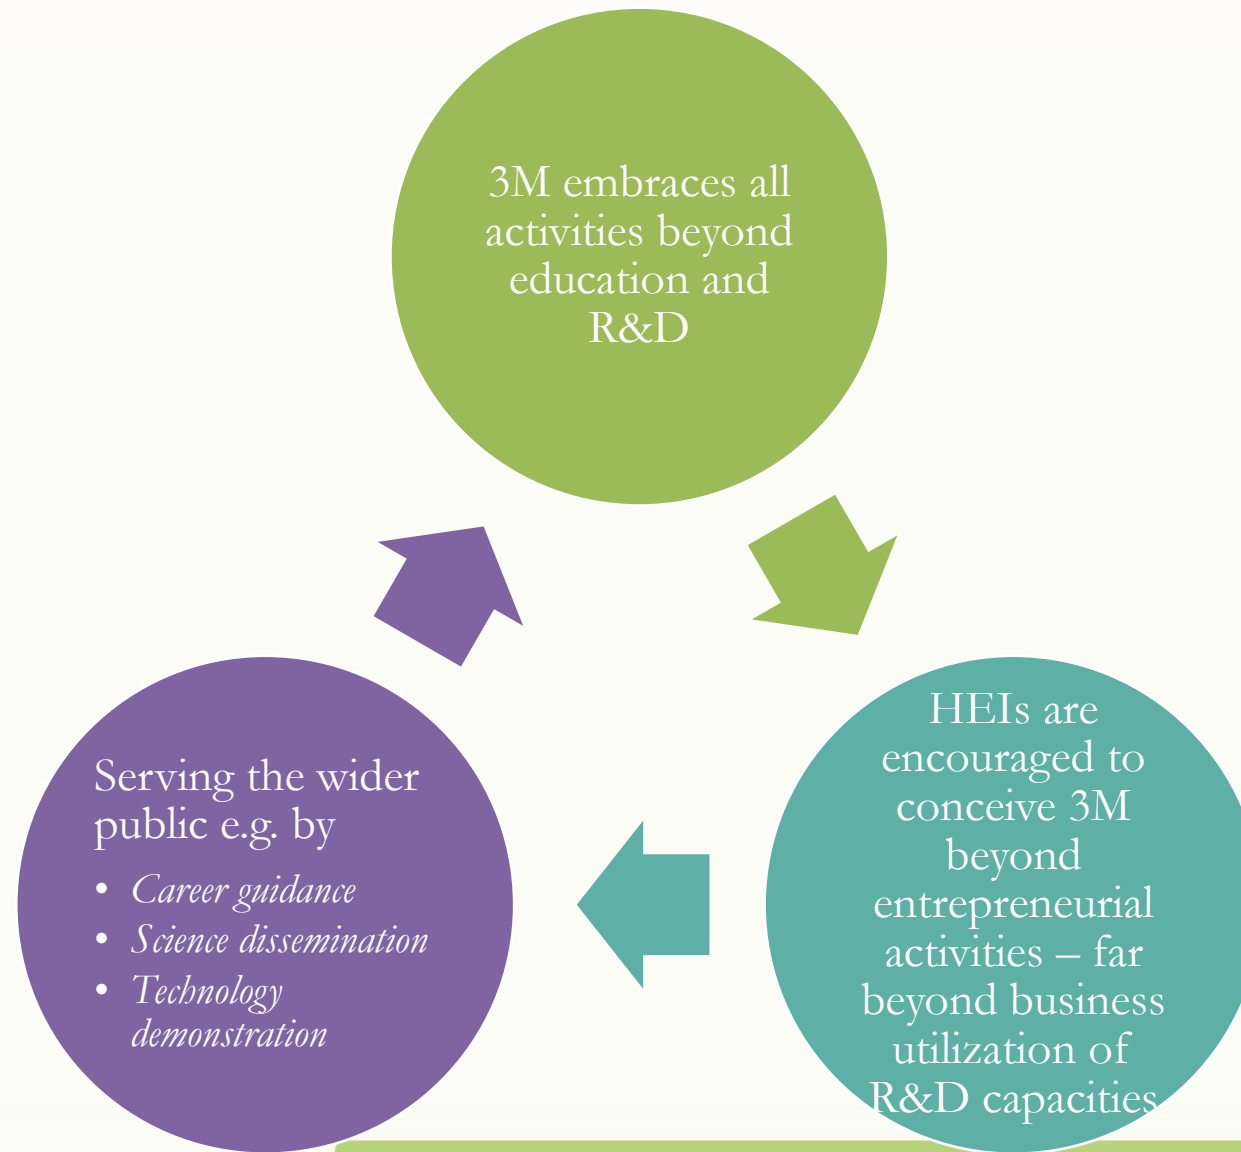 3M embraces all
activities beyond
education and
R&D
HEIs are
encouraged to
conceive 3M
beyond
entrepreneurial
activities – far
beyond business
utilization of
R&D capacities
Serving the wider
public e.g. by
• Career guidance
• Science dissemination
• Technology
demonstration